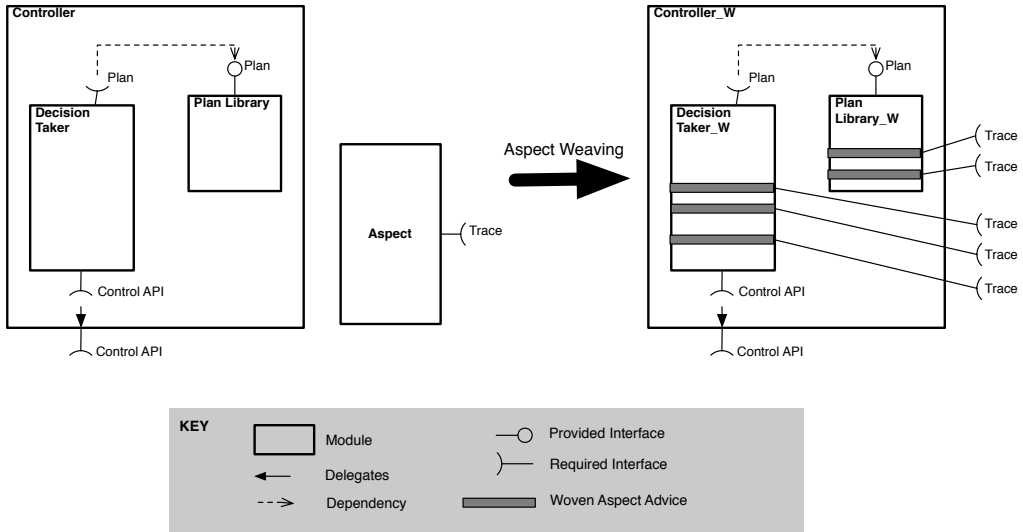 Controller
Plan
Plan
Decision
Taker
Plan Library
Control API
Control API
Aspect
Trace
Aspect Weaving
Controller_W
Plan
Plan
Decision
Taker_W
Plan
Library_W
Trace
Trace
Trace
Trace
Trace
Control API
Control API
KEY
Module
Provided Interface
Delegates
Required Interface
Dependency
Woven Aspect Advice